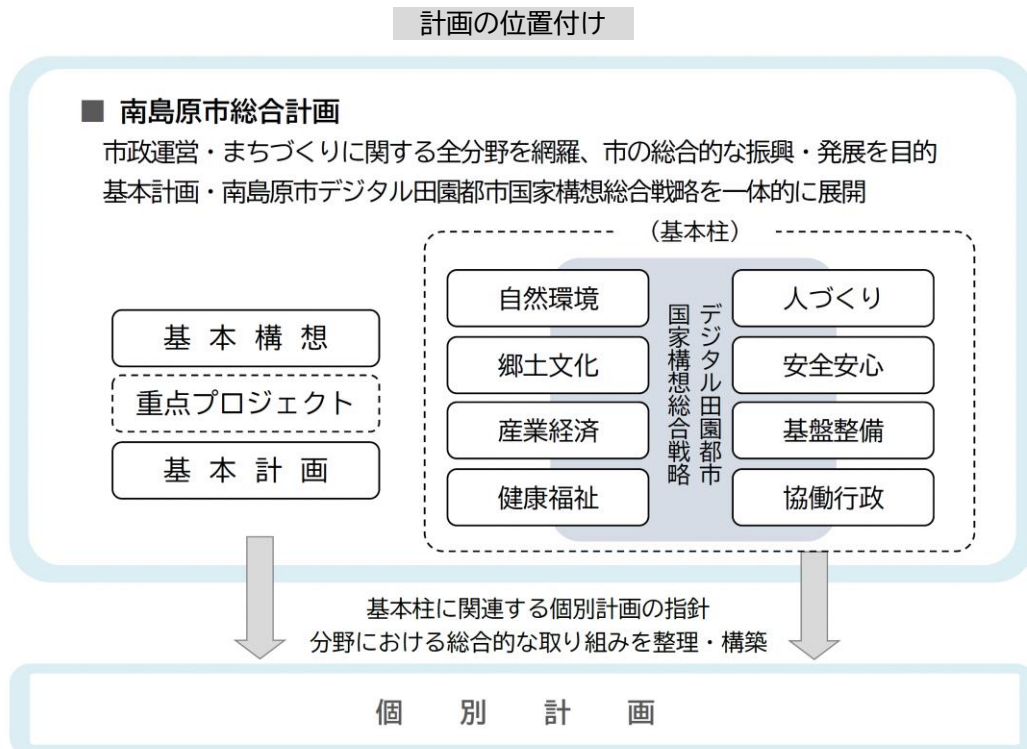 計画の位置付け
■ 南島原市総合計画
市政運営・まちづくりに関する全分野を網羅、市の総合的な振興・発展を目的
基本計画・南島原市デジタル田園都市国家構想総合戦略を一体的に展開
基本構想
重点プロジェクト
基本計画
（基本柱）
自然環境
郷土文化
産業経済
健康福祉
デジタル田園都市
国家構想総合戦略
人づくり
安全安心
基盤整備
協働行政
基本柱に関連する個別計画の指針
分野における総合的な取り組みを整理・構築
個別計画